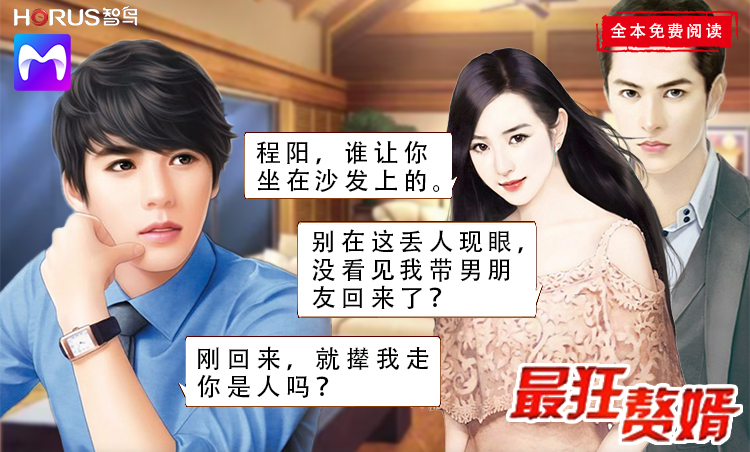 HORUS智鸟
全本免费阅读
程阳，谁让你
坐在沙发上的。
别在这丢人现眼，
没看见我带男朋
友回来了？
刚回来，就撵我走
你是人吗？
最狂赘婿